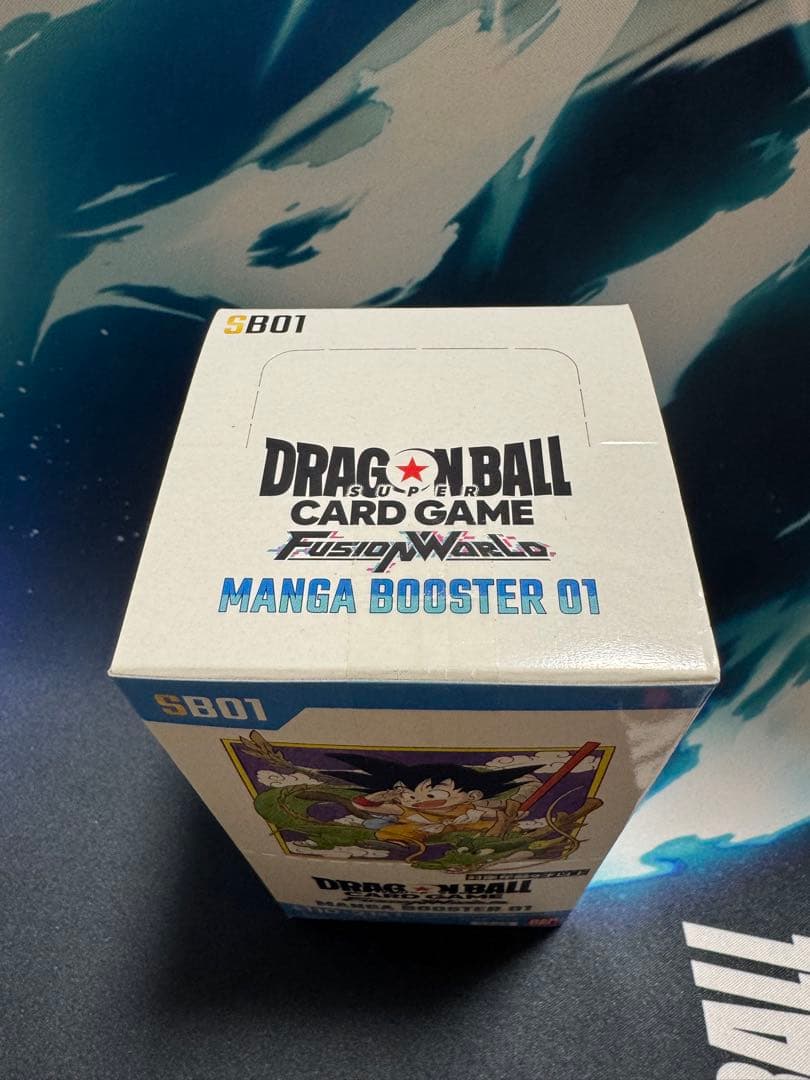 SB01
DRAGON BALL
SUPER
CARD GAME
FUSION WORLD
MANGA BOOSTER 01
SB01
DRAGON BALL
CARD GAME
MANGA BOOSTER 01
BALL